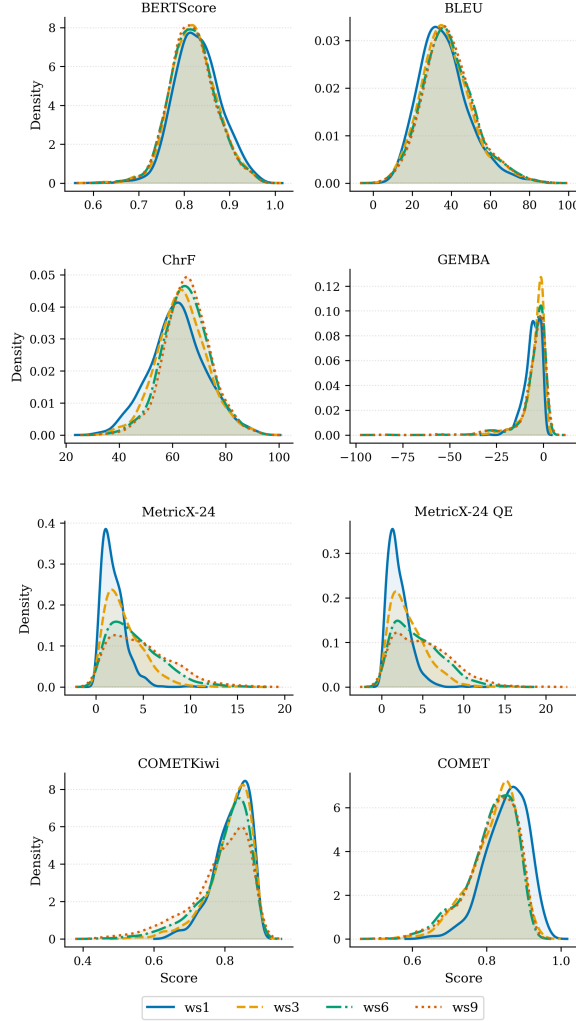 BERTScore
BLEU
Density
8
6
4
2
0
0.6 0.7 0.8 0.9 1.0
0.03
0.02
0.01
0.00
0 20 40 60 80 100
ChrF
GEMBA
Density
0.05
0.04
0.03
0.02
0.01
0.00
20 40 60 80 100
0.12
0.10
0.08
0.06
0.04
0.02
0.00
−100 −75 −50 −25 0
MetricX-24
MetricX-24 QE
Density
0.4
0.3
0.2
0.1
0.0
0 5 10 15 20
0.3
0.2
0.1
0.0
0 5 10 15 20
COMETKiwi
COMET
Density
8
6
4
2
0
0.4 0.6 0.8
Score
6
4
2
0
0.6 0.8 1.0
Score
ws1 ws3 ws6 ws9